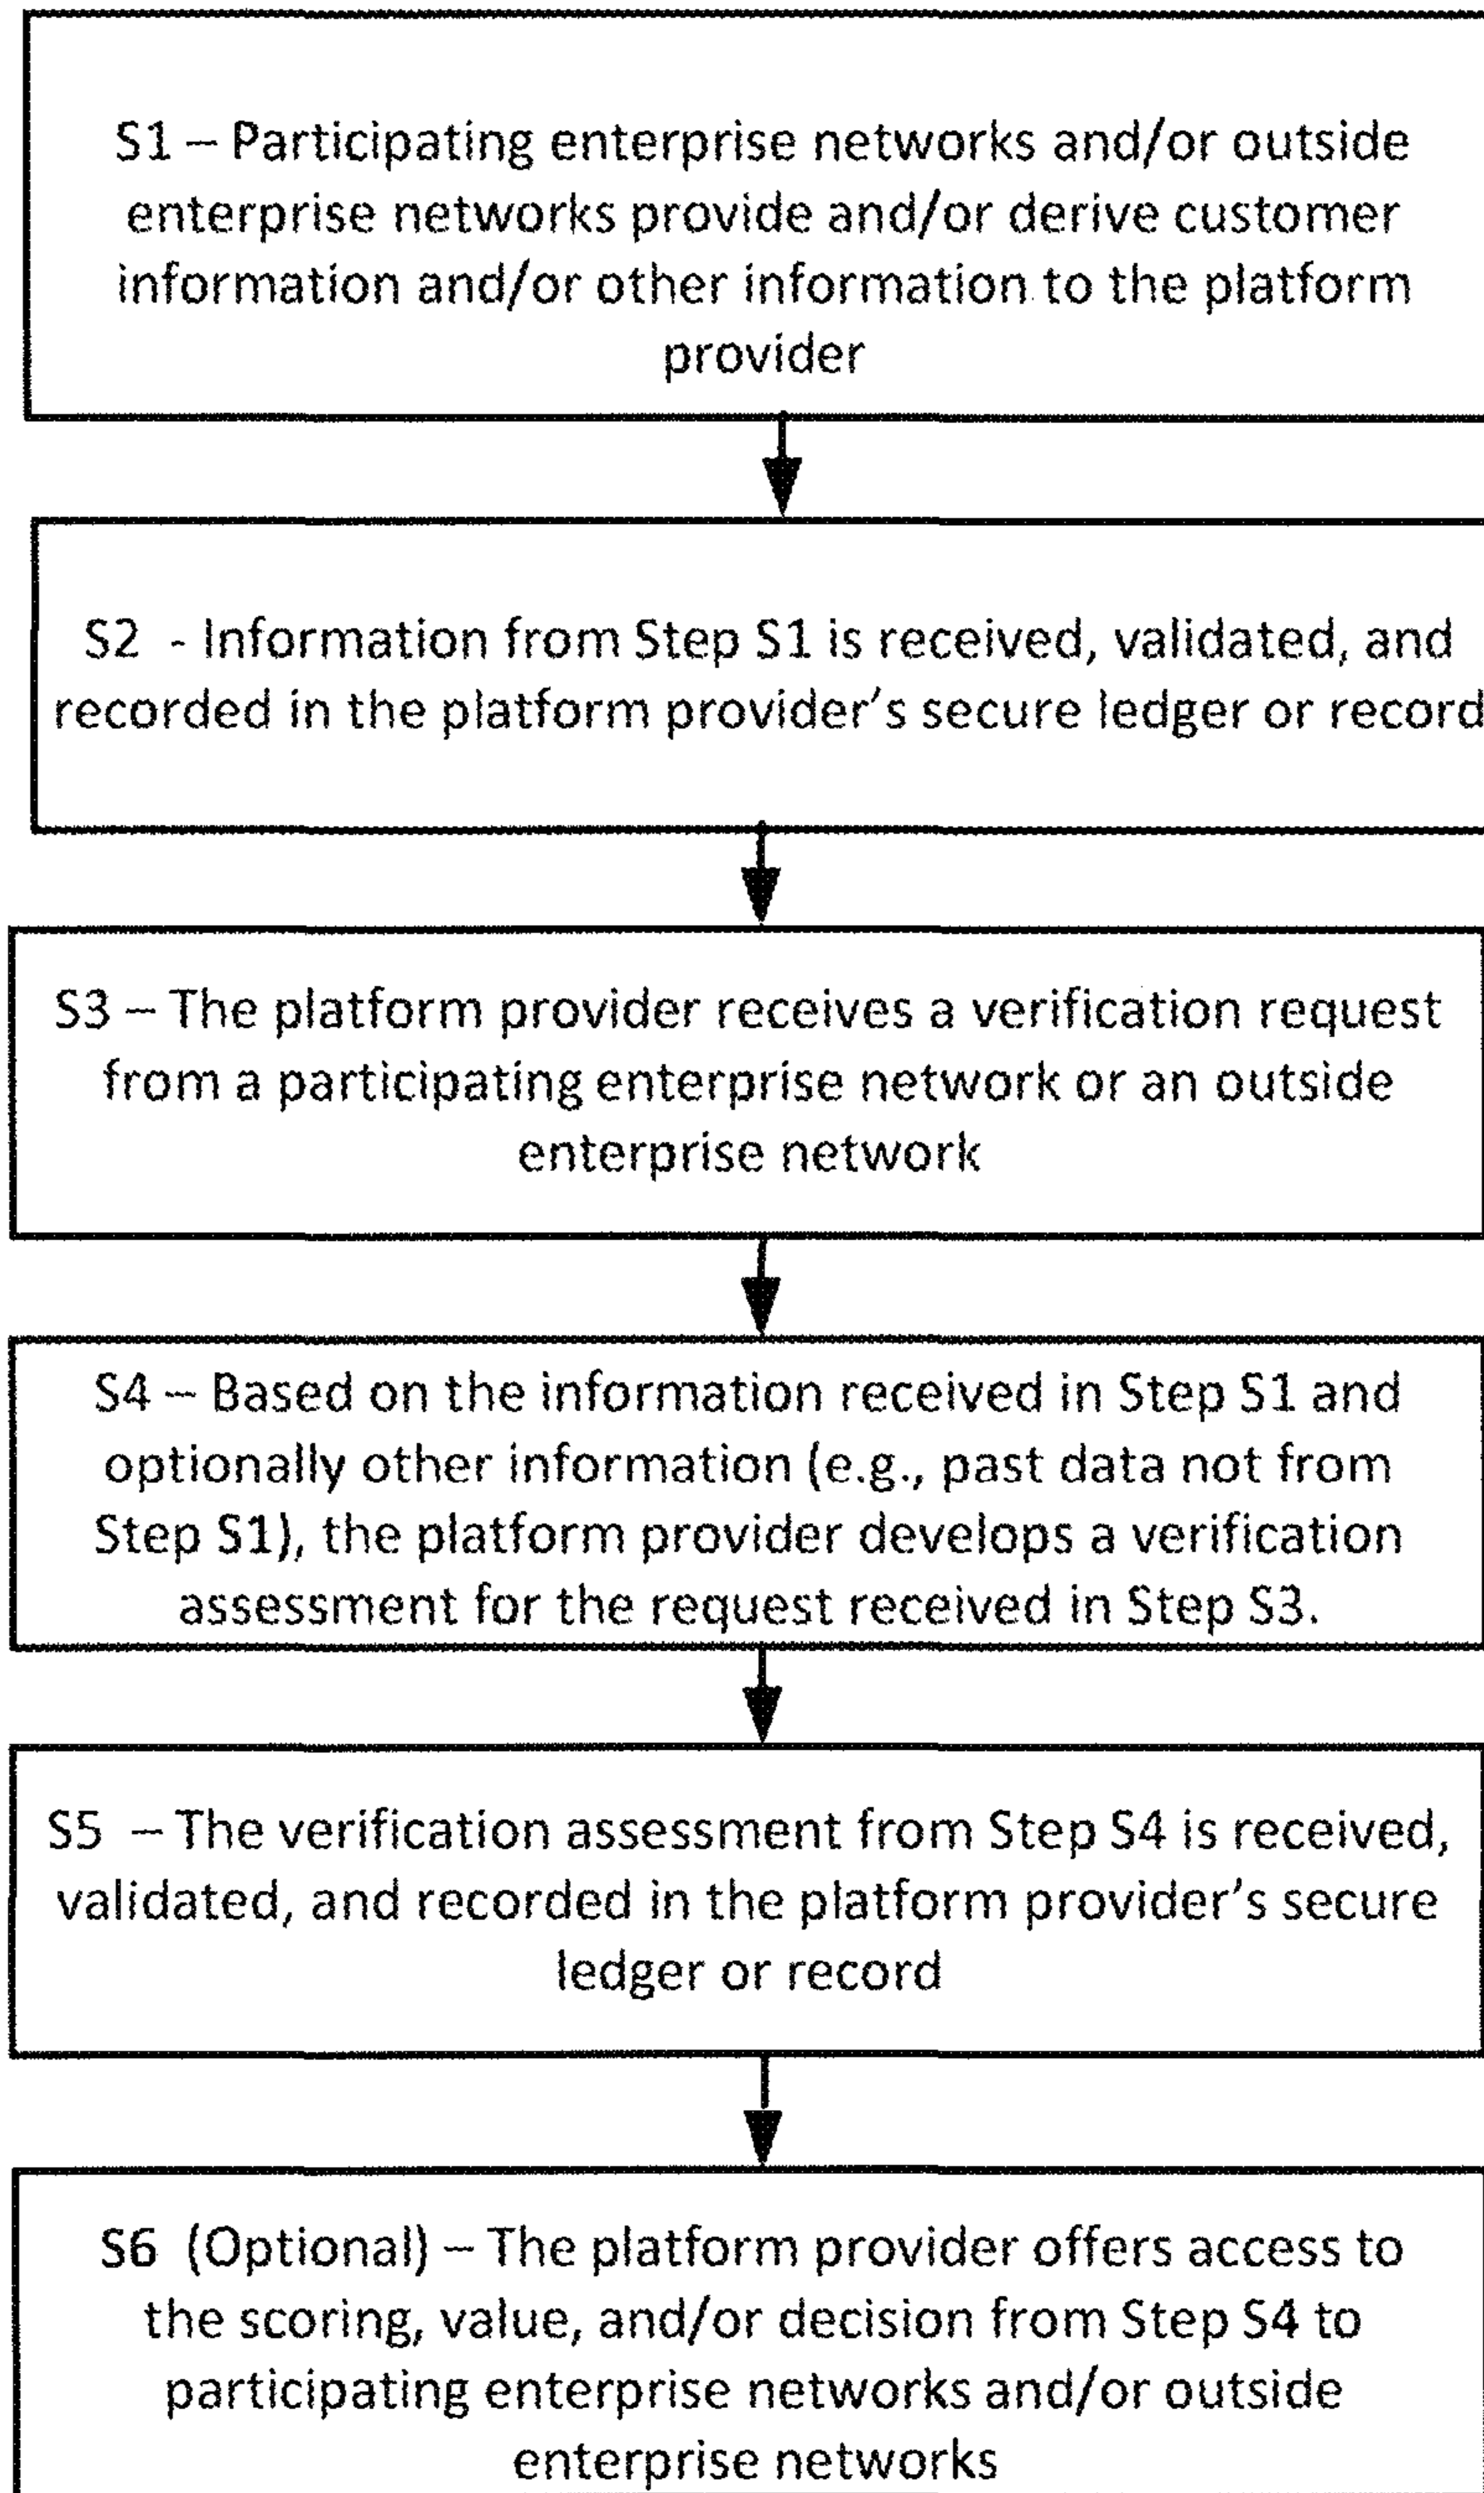 S1 – Participating enterprise networks and/or outside
enterprise networks provide and/or derive customer
information and/or other information to the platform
provider
S2 - Information from Step S1 is received, validated, and
recorded in the platform provider's secure ledger or record
S3 – The platform provider receives a verification request
from a participating enterprise network or an outside
enterprise network
S4 – Based on the information received in Step S1 and
optionally other information (e.g., past data not from
Step S1), the platform provider develops a verification
assessment for the request received in Step S3.
S5 – The verification assessment from Step S4 is received,
validated, and recorded in the platform provider's secure
ledger or record
S6 (Optional) – The platform provider offers access to
the scoring, value, and/or decision from Step S4 to
participating enterprise networks and/or outside
enterprise networks